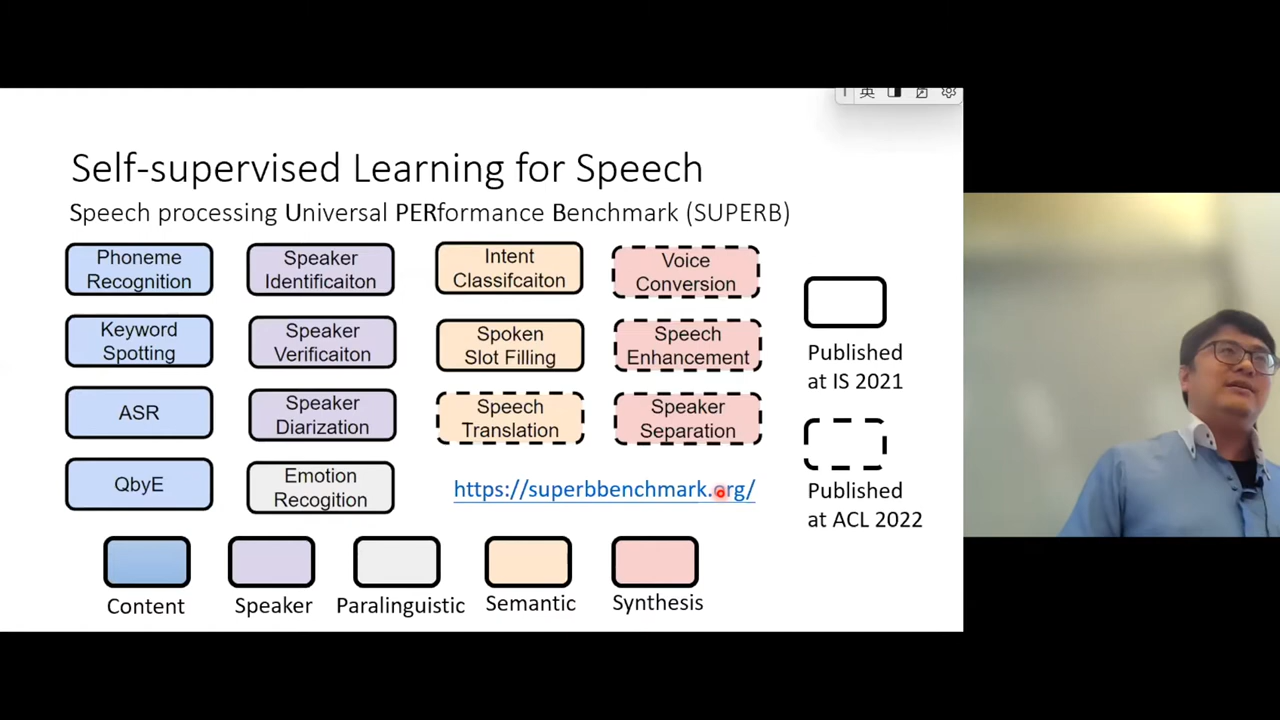 英
Self-supervised Learning for Speech
Speech processing Universal PERformance Benchmark (SUPERB)
Phoneme
Recognition
Speaker
Identificaiton
Intent
Classifcaiton
Voice
Conversion
Keyword
Spotting
Speaker
Verificaiton
Spoken
Slot Filling
Speech
Enhancement
Published
at IS 2021
ASR
Speaker
Diarization
Speech
Translation
Speaker
Separation
QbyE
Emotion
Recogition
https://superbbenchmark.org/
Published
at ACL 2022
Content
Speaker
Paralinguistic
Semantic
Synthesis